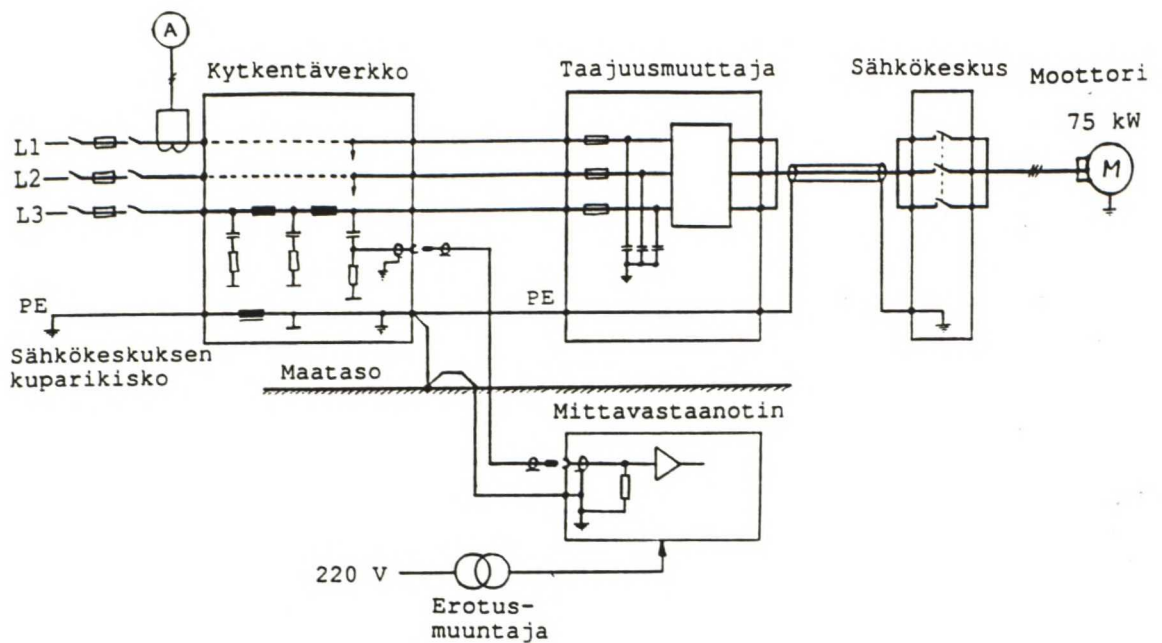 A
Kytkentäverkko
Taajuusmuuttaja
Sähkökeskus
Moottori
75 kW
L1
L2
L3
M
PE
PE
Sähkökeskuksen
kuparikisko
Maataso
Mittavastaanotin
220 V
Erotus-
muuntaja